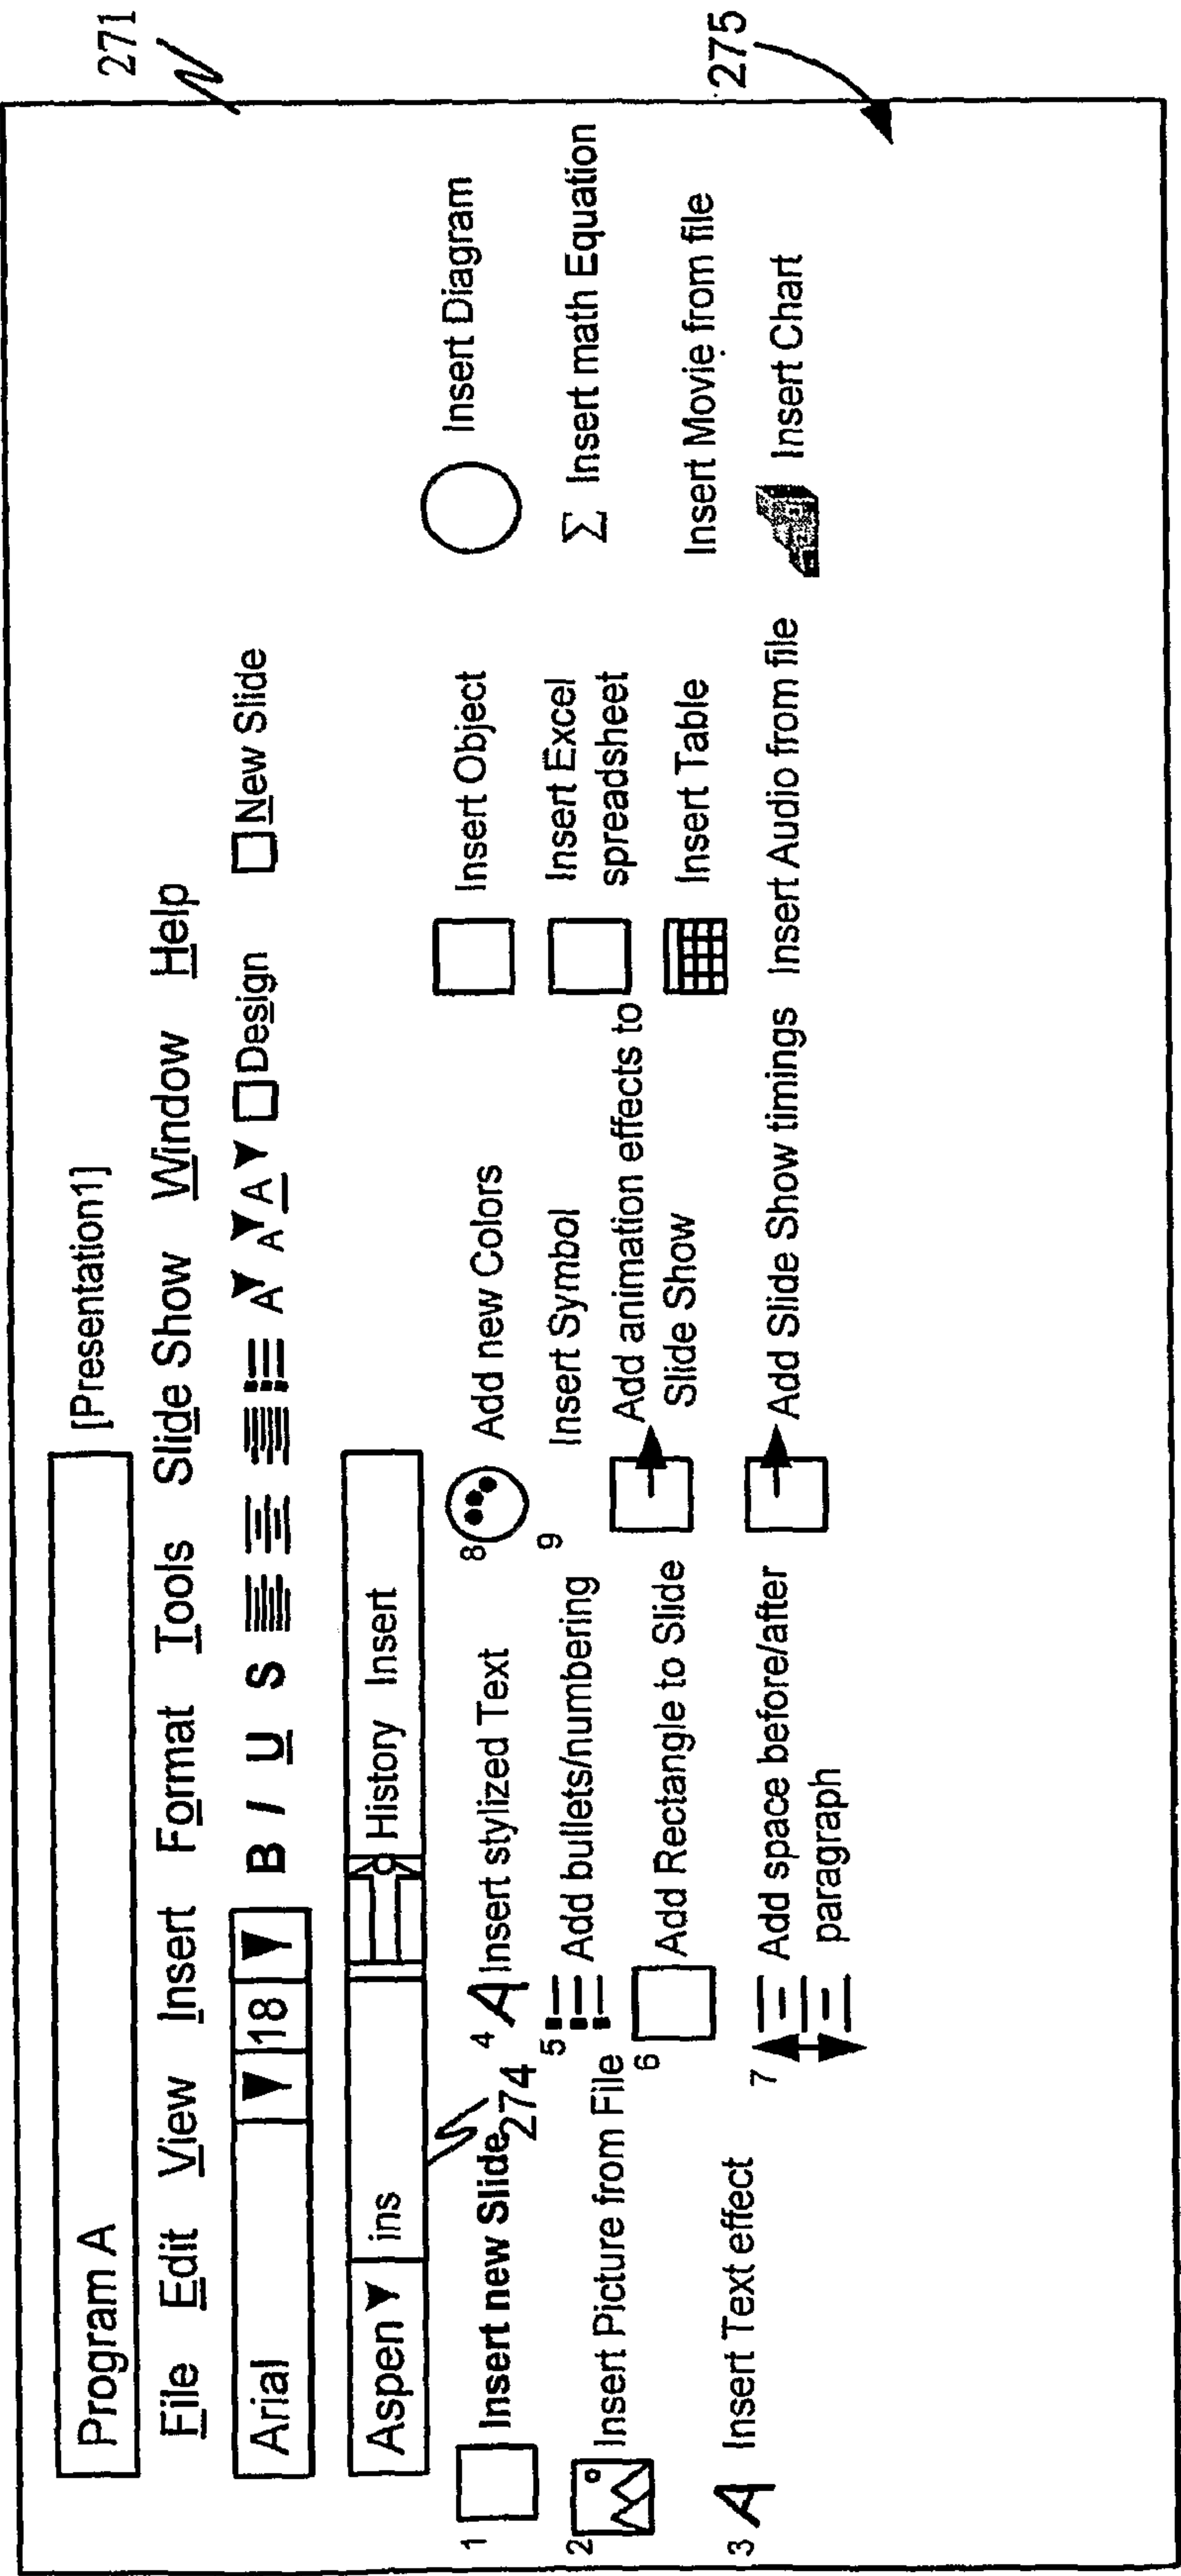 271
Program A [Presentation1]
File Edit View Insert Format Tools Slide Show Window Help
Arial 18 B I U S A A A Design New Slide
Aspen ins History Insert
274
1 Insert new Slide
2 Insert Picture from File
3 A Insert Text effect
4 A Insert stylized Text
5 Add bullets/numbering
6 Add Rectangle to Slide
7 Add space before/after
paragraph
8 Add new Colors
9 Insert Symbol
Add animation effects to
Slide Show
Add Slide Show timings
Insert Object
Insert Excel
spreadsheet
Insert Table
Insert Audio from file
Insert Diagram
Σ Insert math Equation
Insert Movie from file
Insert Chart
275